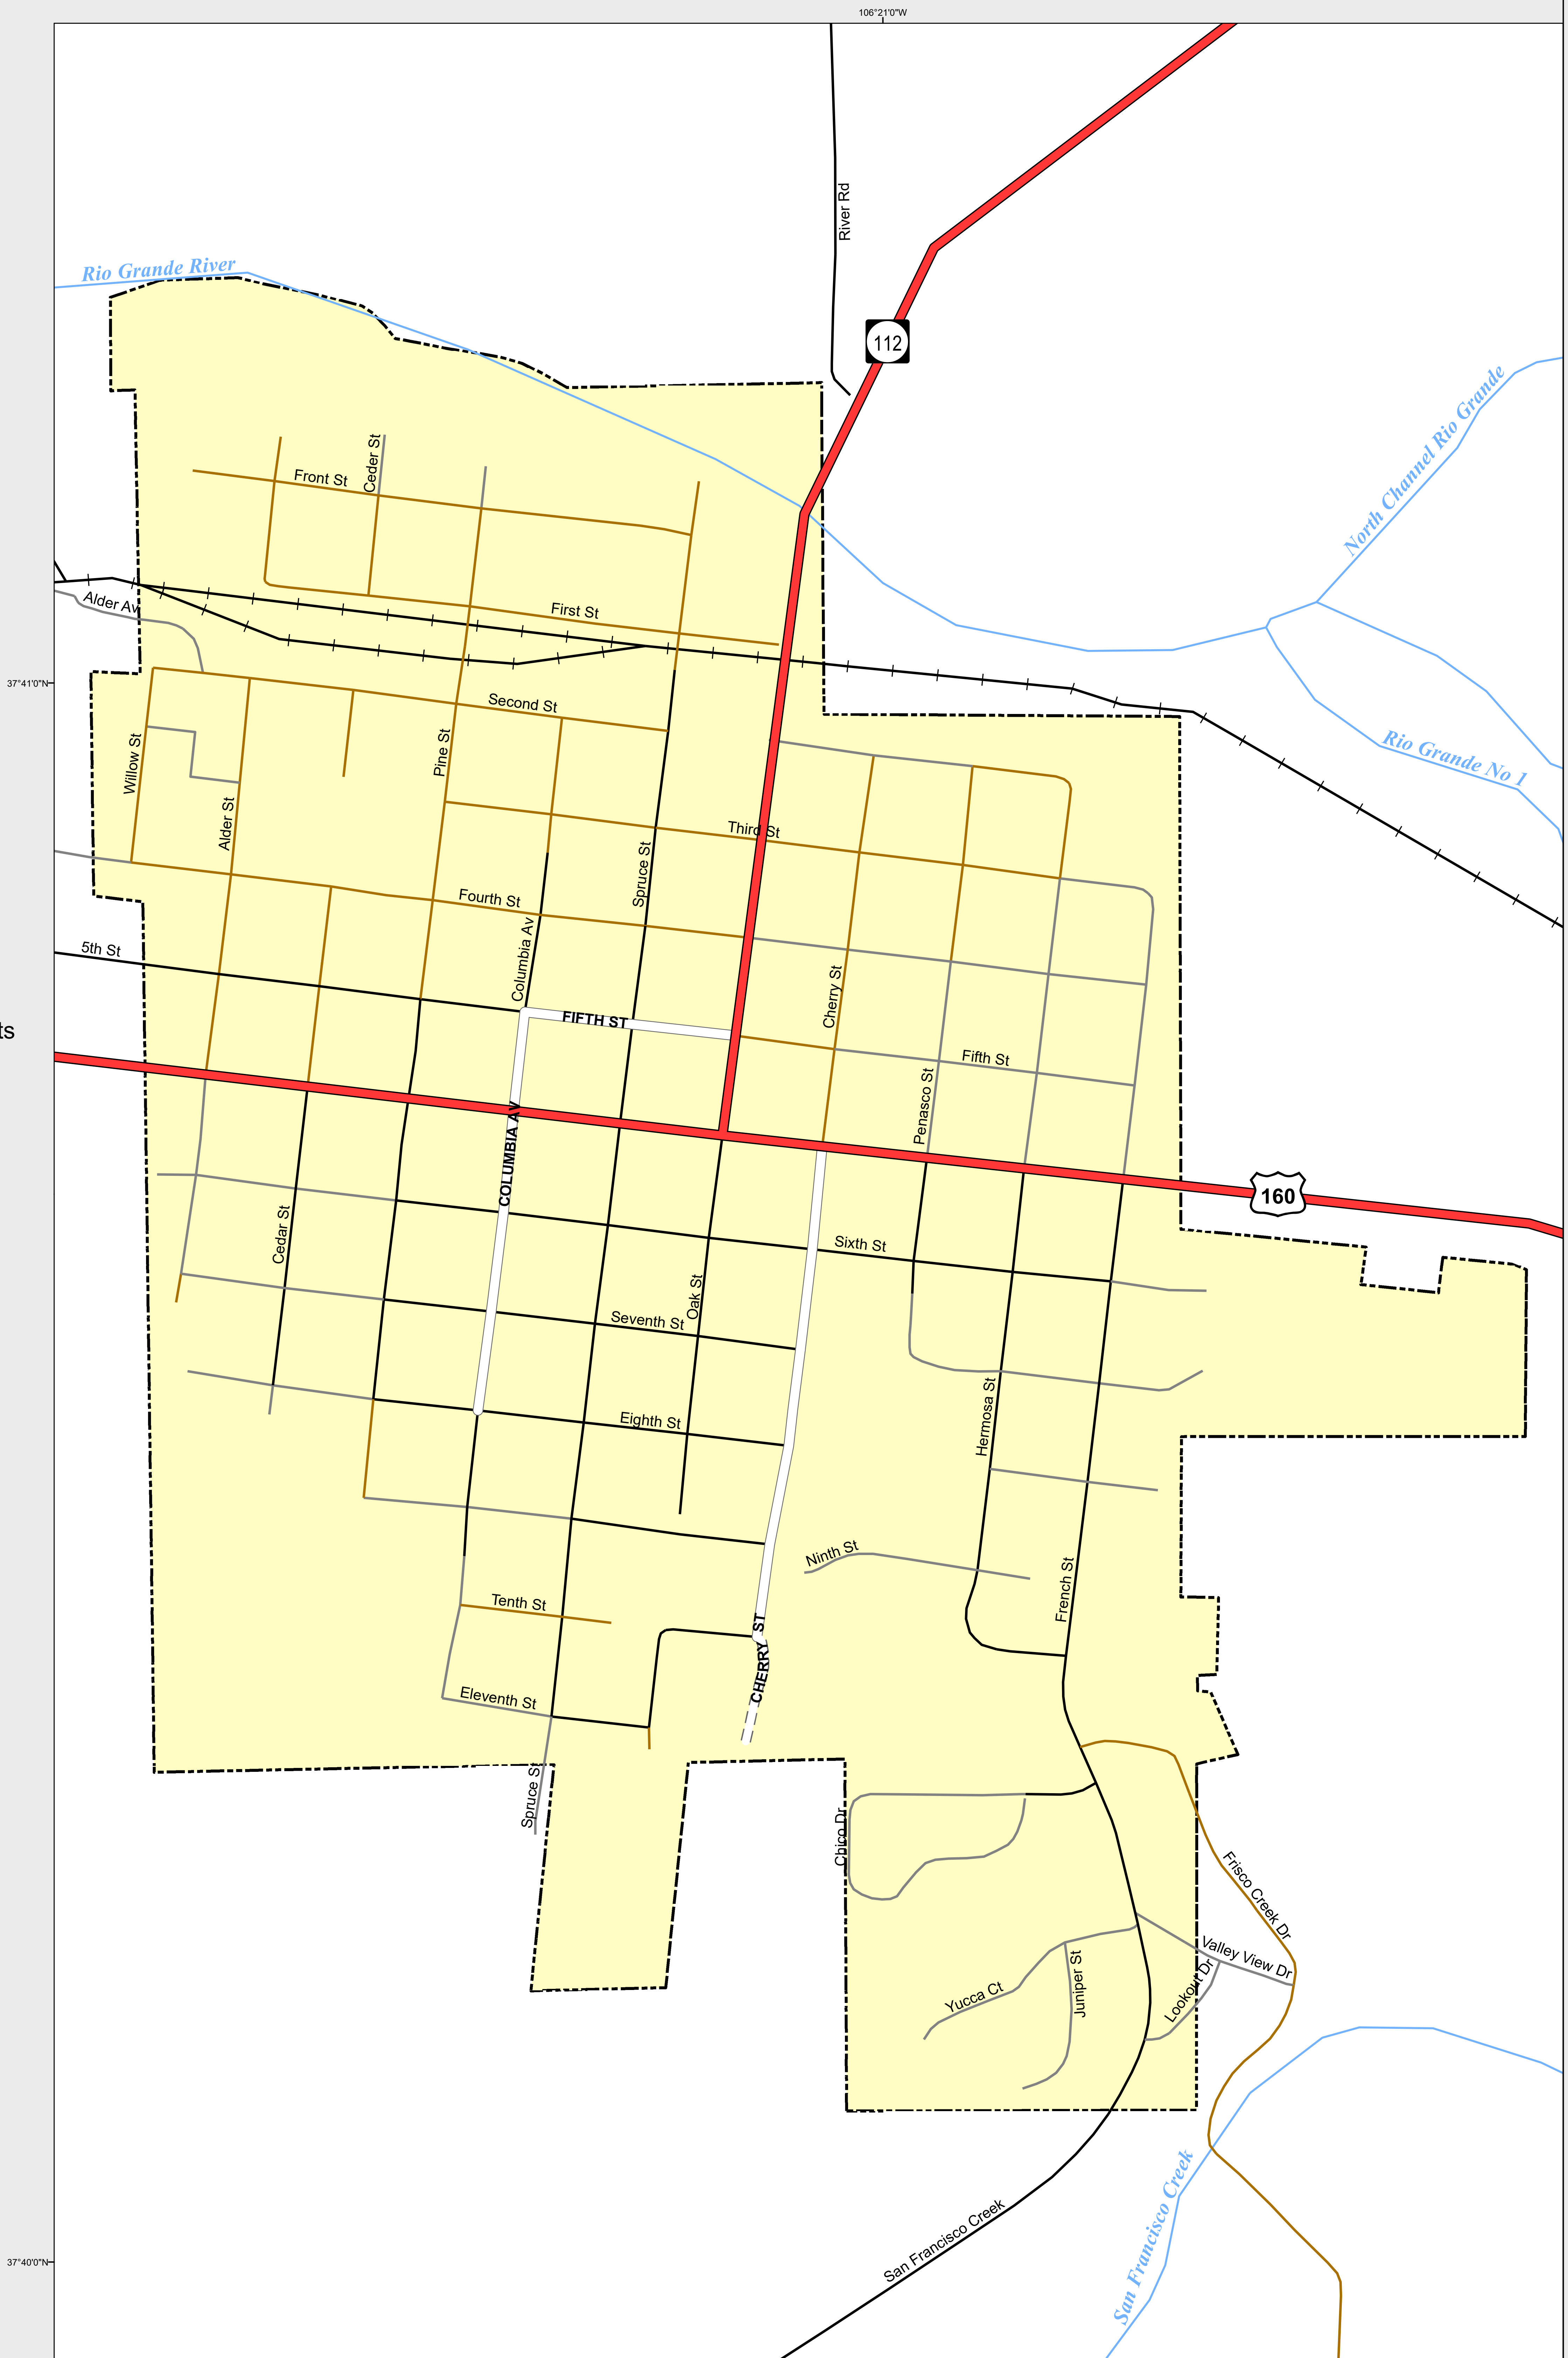 106°21'0"W
River Rd
Rio Grande River
112
North Channel Rio Grande
Ceder St
Front St
Alder Av
First St
37°41'0"N
Second St
Willow St
Pine St
Rio Grande No 1
Alder St
Third St
Spruce St
Fourth St
Columbia Av
5th St
Cherry St
FIFTH ST
ts
Fifth St
Penasco St
COLUMBIA AV
160
Cedar St
Sixth St
Oak St
Seventh St
Hermosa St
Eighth St
Ninth St
French St
Tenth St
CHERRY ST
Eleventh St
Spruce S
Chico Dr
Frisco Creek Dr
Valley View Dr
Lookout Dr
Juniper St
Yucca Ct
San Francisco Creek
San Francisco Creek
37°40'0"N